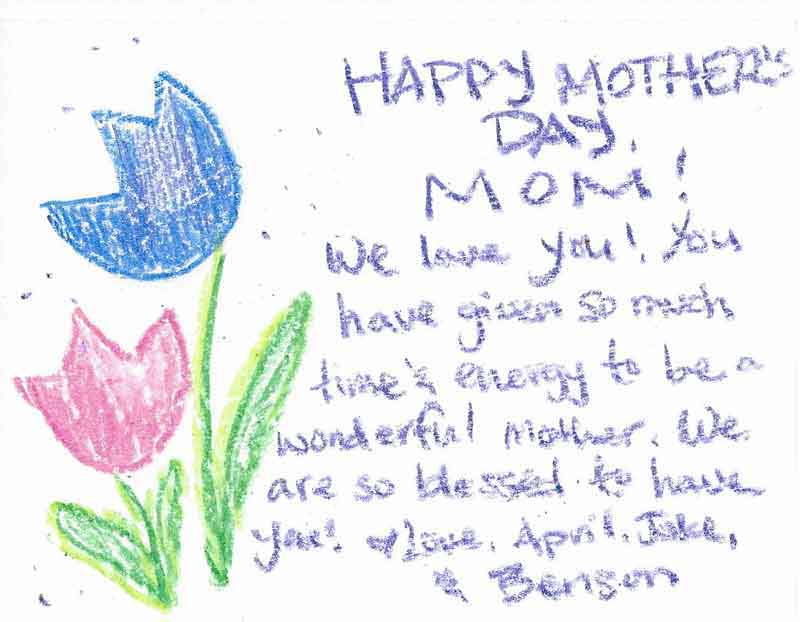 HAPPY MOTHER'S
DAY,
MOM!
We love you! You
have given so much
time & energy to be a
wonderful mother. We
are so blessed to have
you! ♥ Love, April, Jake,
& Benson